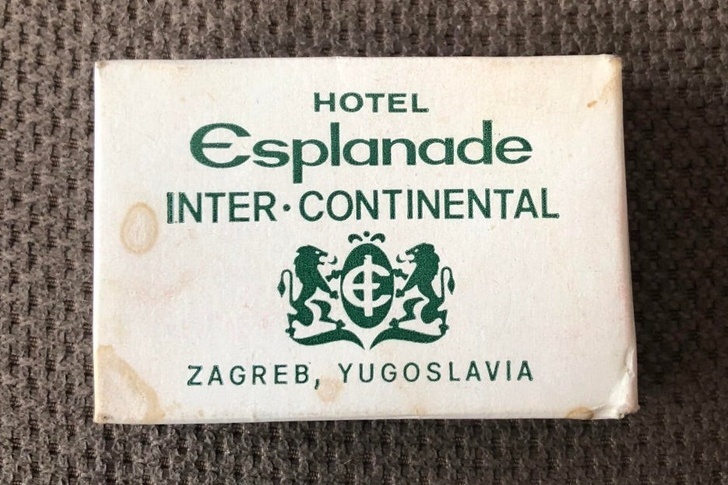 HOTEL
Esplanade
INTER·CONTINENTAL
ZAGREB, YUGOSLAVIA